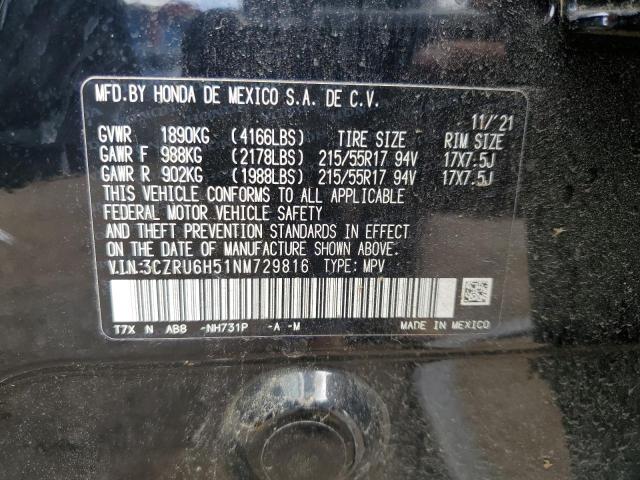 MFD.BY HONDA DE MEXICO S.A. DE C.V.
11/'21
GVWR 1890KG (4166LBS) TIRE SIZE RIM SIZE
GAWR F 988KG (2178LBS) 215/55R17 94V 17X7.5J
GAWR R 902KG (1988LBS) 215/55R17 94V 17X7.5J
THIS VEHICLE CONFORMS TO ALL APPLICABLE
FEDERAL MOTOR VEHICLE SAFETY
AND THEFT PREVENTION STANDARDS IN EFFECT
ON THE DATE OF MANUFACTURE SHOWN ABOVE.
V.I.N:3CZRU6H51NM729816 TYPE: MPV
T7X N ABB -NH731P -A -M MADE IN MEXICO